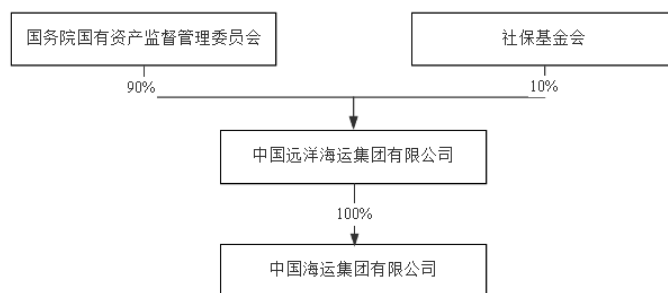 国务院国有资产监督管理委员会
社保基金会
90%
10%
中国远洋海运集团有限公司
100%
中国海运集团有限公司